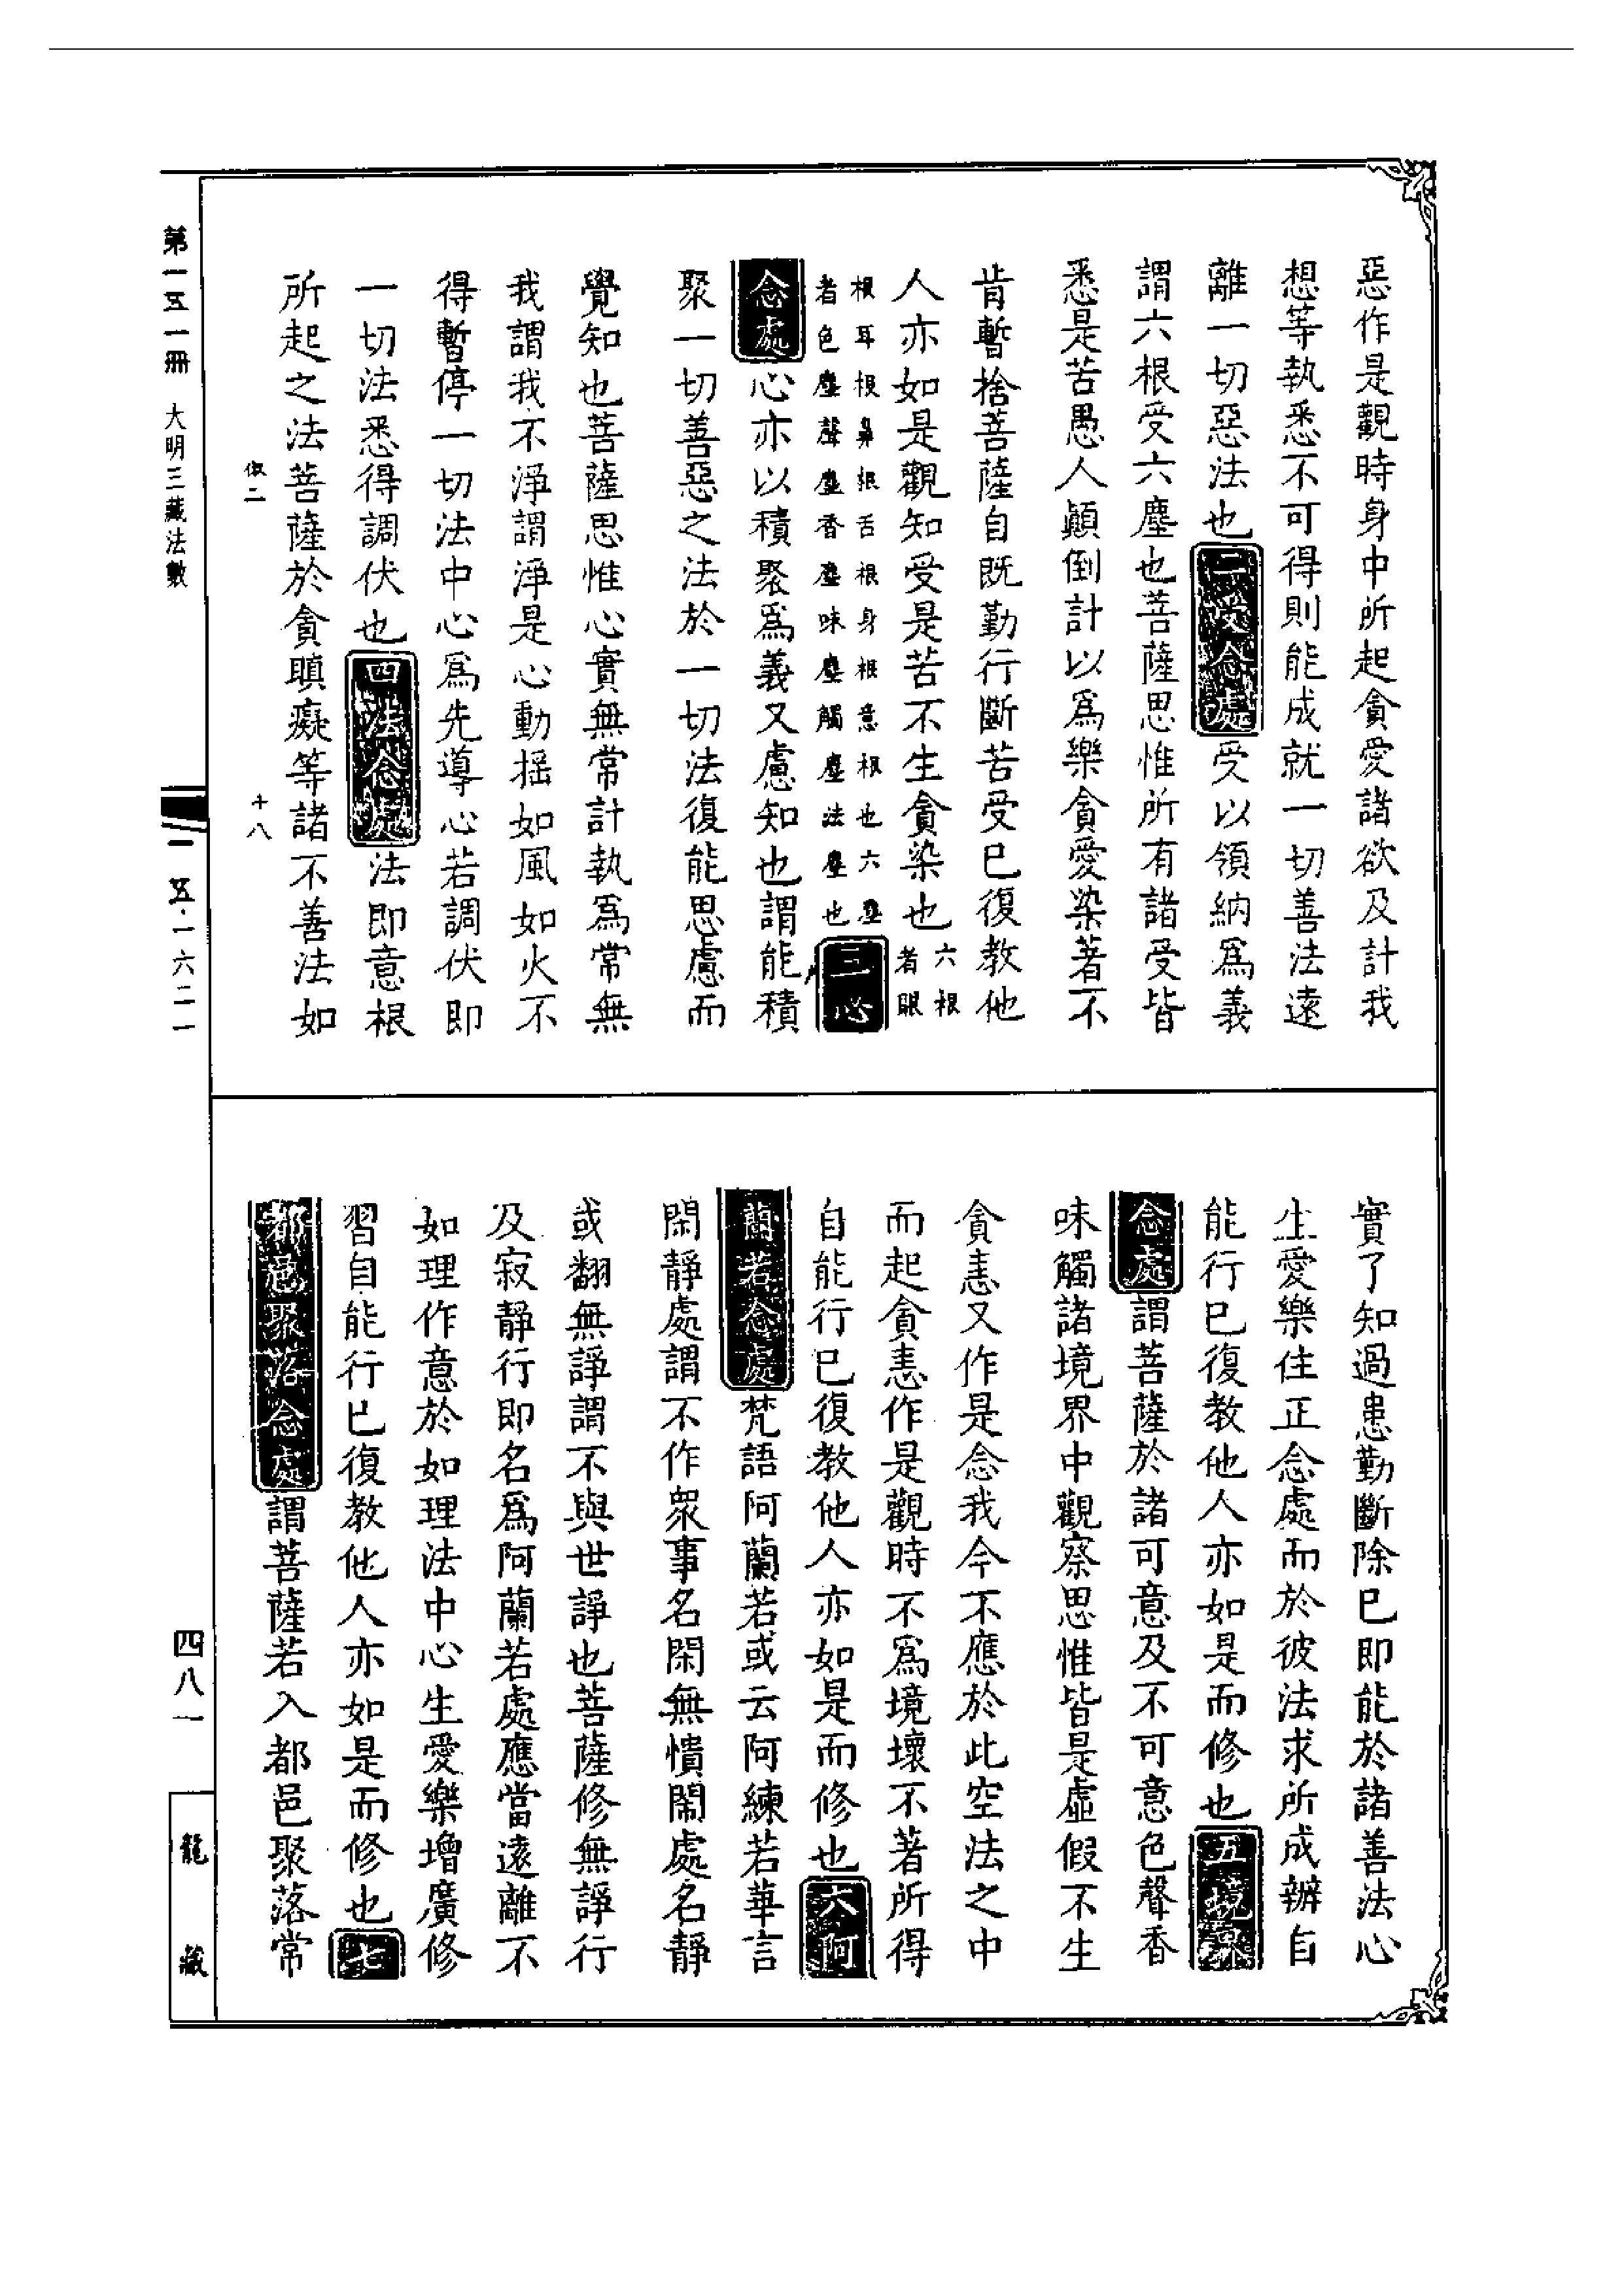 惡作是觀時身中所起貪愛諸欲及計我
想等執悉不可得則能成就一切善法遠
離一切惡法也二受念處受以領納為義
謂六根受六塵也菩薩思惟所有諸受皆
悉是苦愚人顛倒計以為樂貪愛染著不
肯暫捨菩薩自既勤行斷苦受已復教他
人亦如是觀知受是苦不生貪染也六根者眼
根耳根鼻根舌根身根意根也六塵
者色塵聲塵香塵味塵觸塵法塵也三心
念處心亦以積聚為義又慮知也謂能積
聚一切善惡之法於一切法復能思慮而
覺知也菩薩思惟心實無常計執為常無
我謂我不淨謂淨是心動搖如風如火不
得暫停一切法中心為先導心若調伏即
一切法悉得調伏也四法念處法即意根
所起之法菩薩於貪瞋癡等諸不善法如
實了知過患勤斷除已即能於諸善法心
生愛樂住正念處而於彼法求所成辦自
能行已復教他人亦如是而修也五境界
念處謂菩薩於諸可意及不可意色聲香
味觸諸境界中觀察思惟皆是虛假不生
貪恚又作是念我今不應於此空法之中
而起貪恚作是觀時不為境壞不著所得
自能行已復教他人亦如是而修也六阿
蘭若念處梵語阿蘭若或云阿練若華言
閑靜處謂不作眾事名閑無憒鬧處名靜
或翻無諍謂不與世諍也菩薩修無諍行
及寂靜行即名為阿蘭若處應當遠離不
如理作意於如理法中心生愛樂增廣修
習自能行已復教他人亦如是而修也七
都邑聚落念處謂菩薩若入都邑聚落常
第一五一冊 大明三藏法數
俶二
十八
一五·一六二一
四八一
龍藏